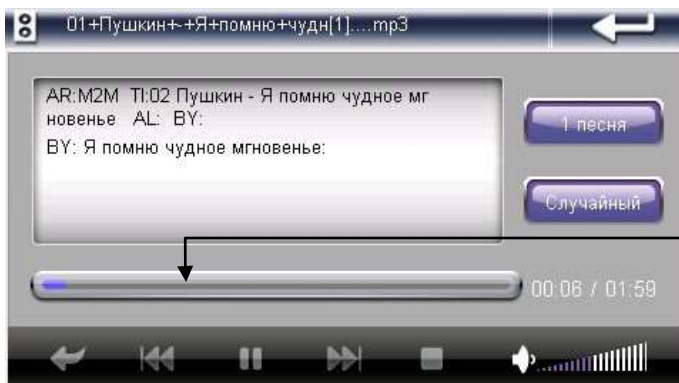 01+Пушкин+-+Я+помню+чудн[1]....mp3
AR:M2M TI:02 Пушкин - Я помню чудное мг
новенье AL: BY:
BY: Я помню чудное мгновенье:
1 песня
Случайный
00:06 / 01:59